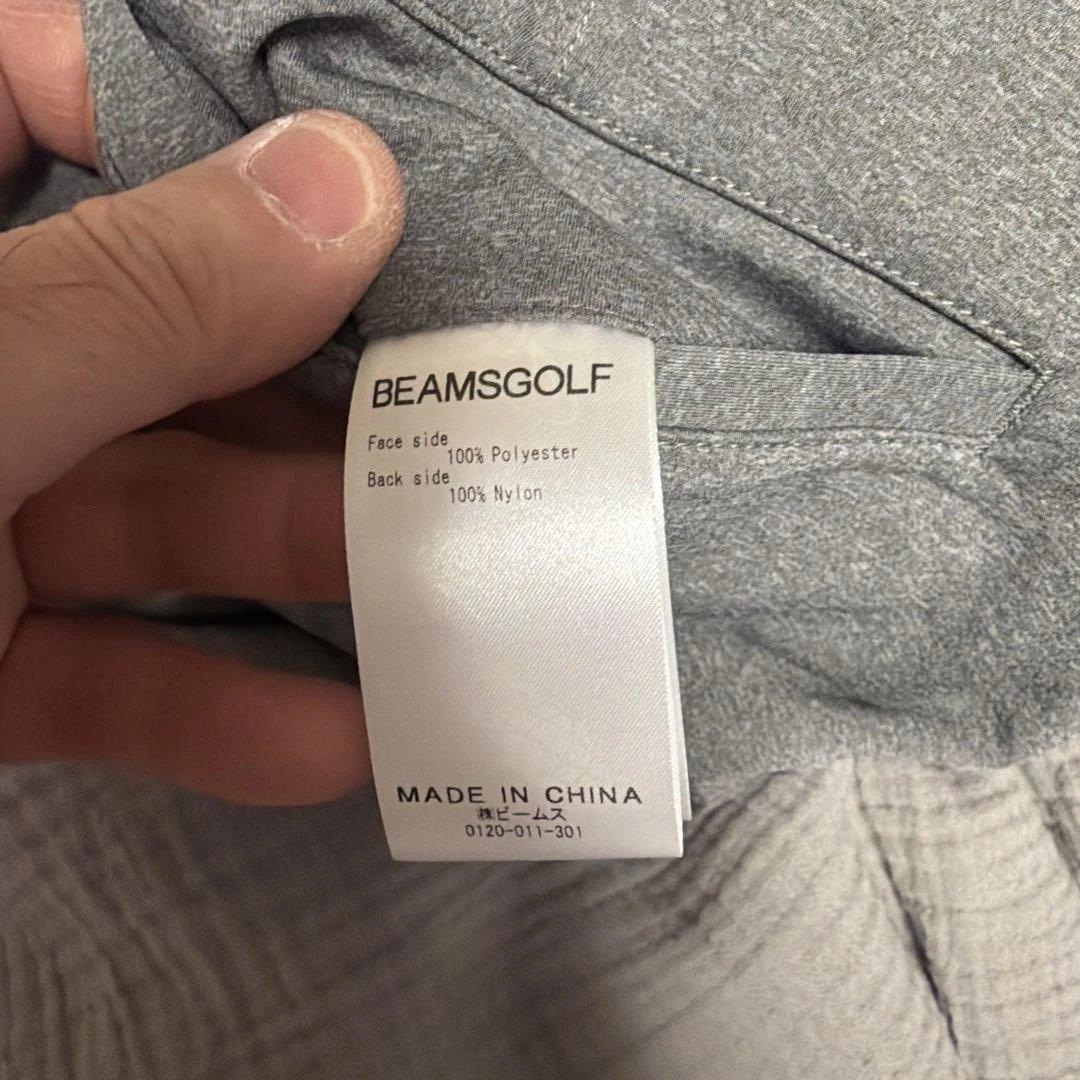 BEAMSGOLF
Face side
100% Polyester
Back side
100% Nylon
MADE IN CHINA
㈱ビームス
0120-011-301